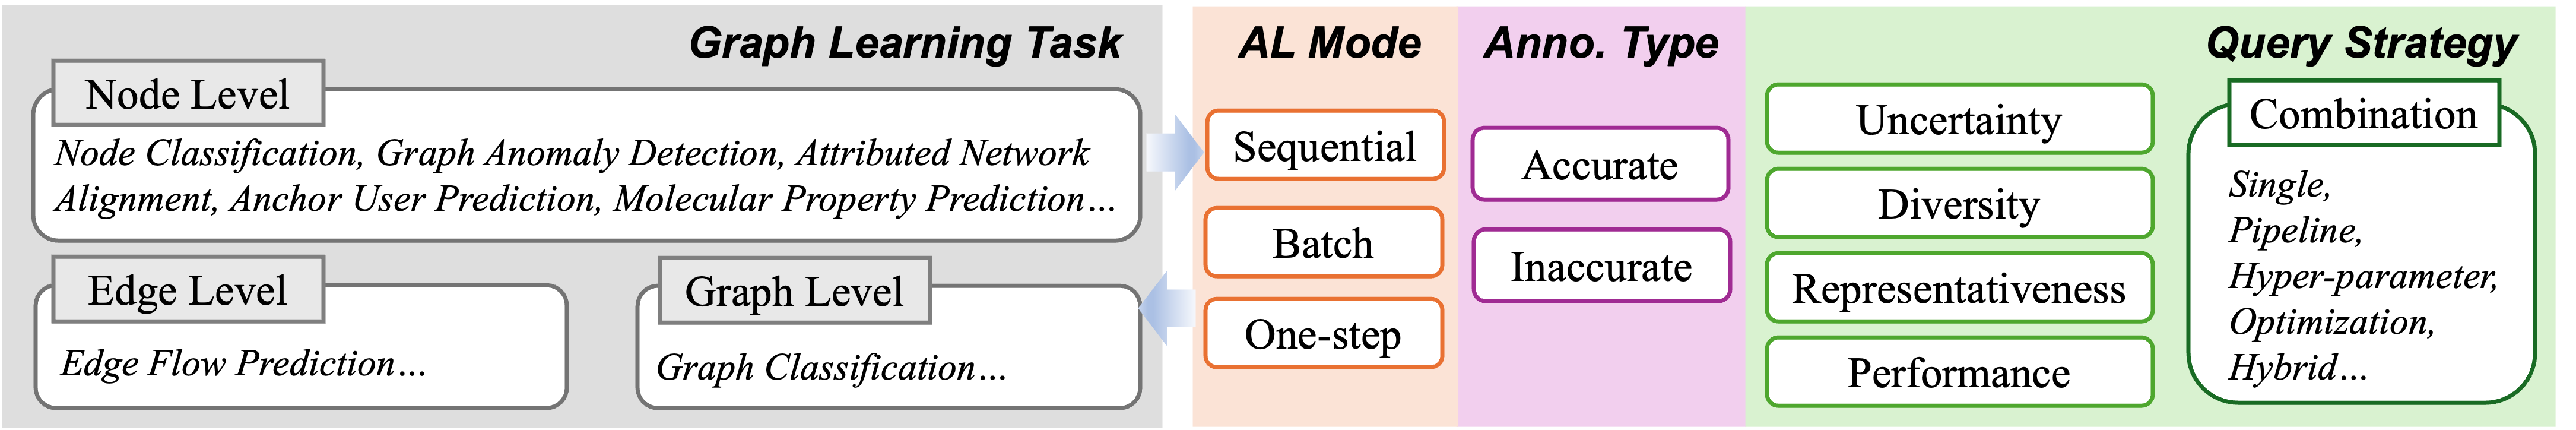 Graph Learning Task
Node Level
Node Classification, Graph Anomaly Detection, Attributed Network
Alignment, Anchor User Prediction, Molecular Property Prediction...
Edge Level
Edge Flow Prediction...
Graph Level
Graph Classification...
AL Mode
Sequential
Batch
One-step
Anno. Type
Accurate
Inaccurate
Query Strategy
Uncertainty
Diversity
Representativeness
Performance
Combination
Single,
Pipeline,
Hyper-parameter,
Optimization,
Hybrid...